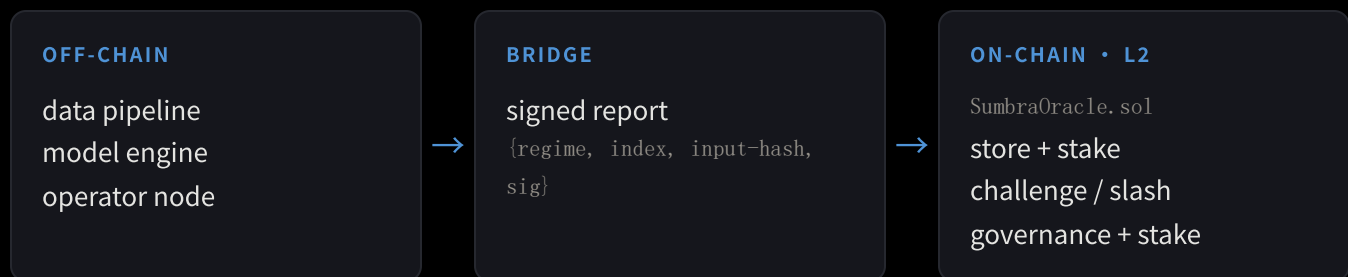 OFF-CHAIN
data pipeline
model engine
operator node
→
BRIDGE
signed report
{regime, index, input-hash,
sig}
→
ON-CHAIN • L2
SumbraOracle.sol
store + stake
challenge / slash
governance + stake